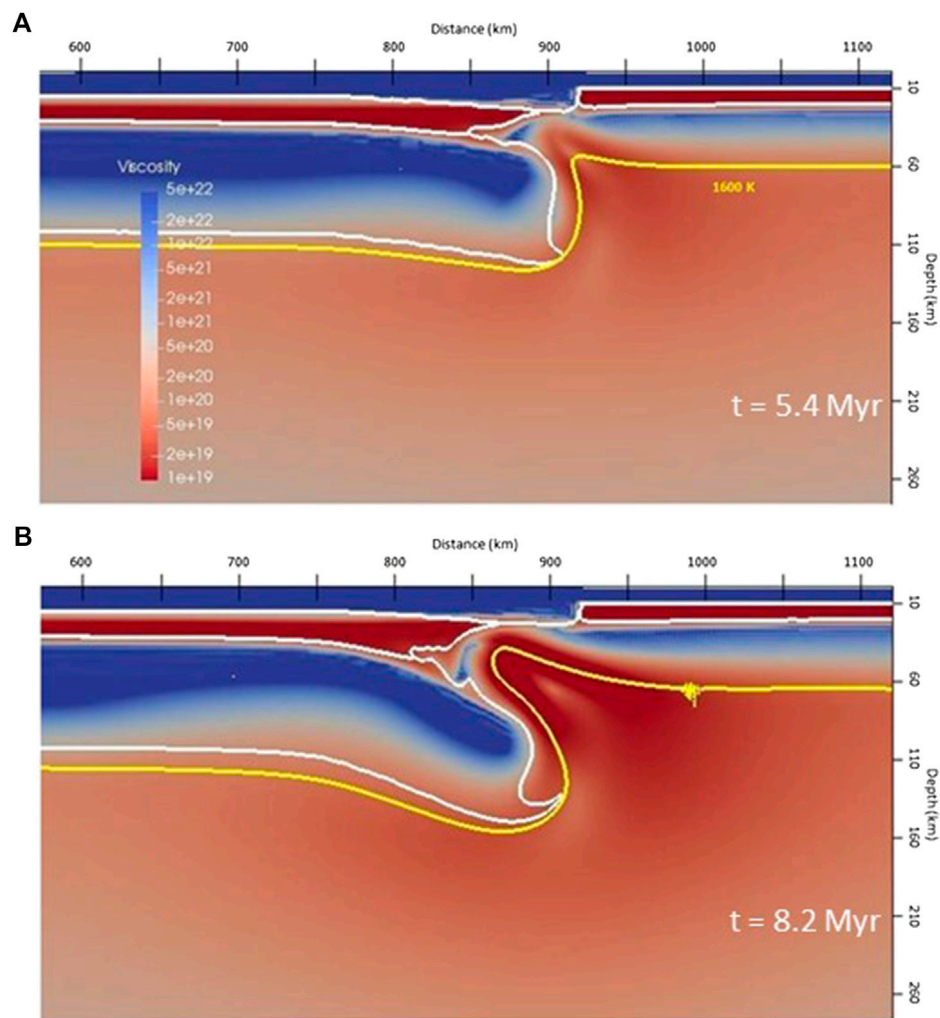 A
Distance (km)
600 700 800 900 1000 1100
10
60
110
160
210
260
Depth (km)
Viscosity
5e+22
2e+22
1e+22
5e+21
2e+21
1e+21
5e+20
2e+20
1e+20
5e+19
2e+19
1e+19
1600 K
t = 5.4 Myr
B
Distance (km)
600 700 800 900 1000 1100
10
60
110
160
210
260
Depth (km)
t = 8.2 Myr